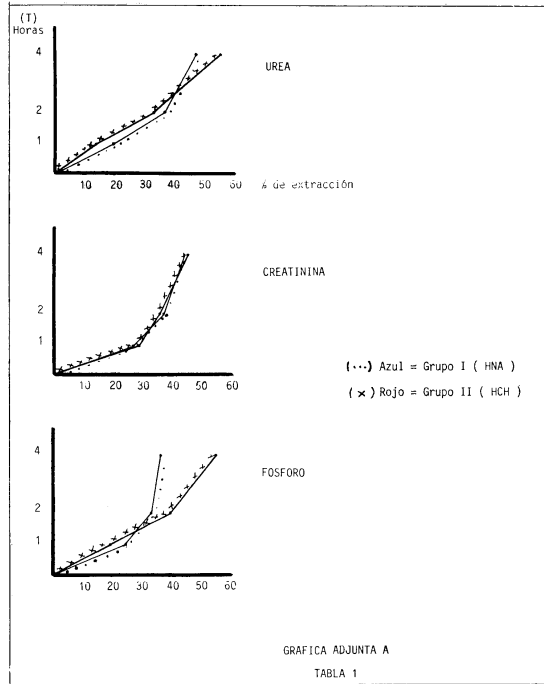 (T)
Horas
4
UREA
2
1
10 20 30 40 50 60 % de extracción
4
CREATININA
2
1
10 20 30 40 50 60
(···) Azul = Grupo I ( HNA )
(×) Rojo = Grupo II ( HCH )
4
FOSFORO
2
1
10 20 30 40 50 60
GRAFICA ADJUNTA A
TABLA 1